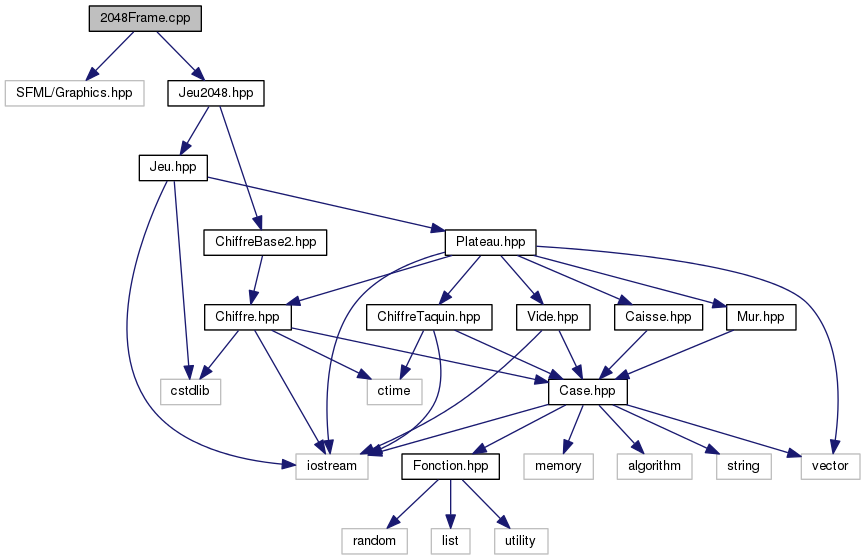 2048Frame.cpp
SFML/Graphics.hpp
Jeu2048.hpp
Jeu.hpp
ChiffreBase2.hpp
Plateau.hpp
Chiffre.hpp
ChiffreTaquin.hpp
Vide.hpp
Caisse.hpp
Mur.hpp
cstdlib
ctime
Case.hpp
iostream
Fonction.hpp
memory
algorithm
string
vector
random
list
utility